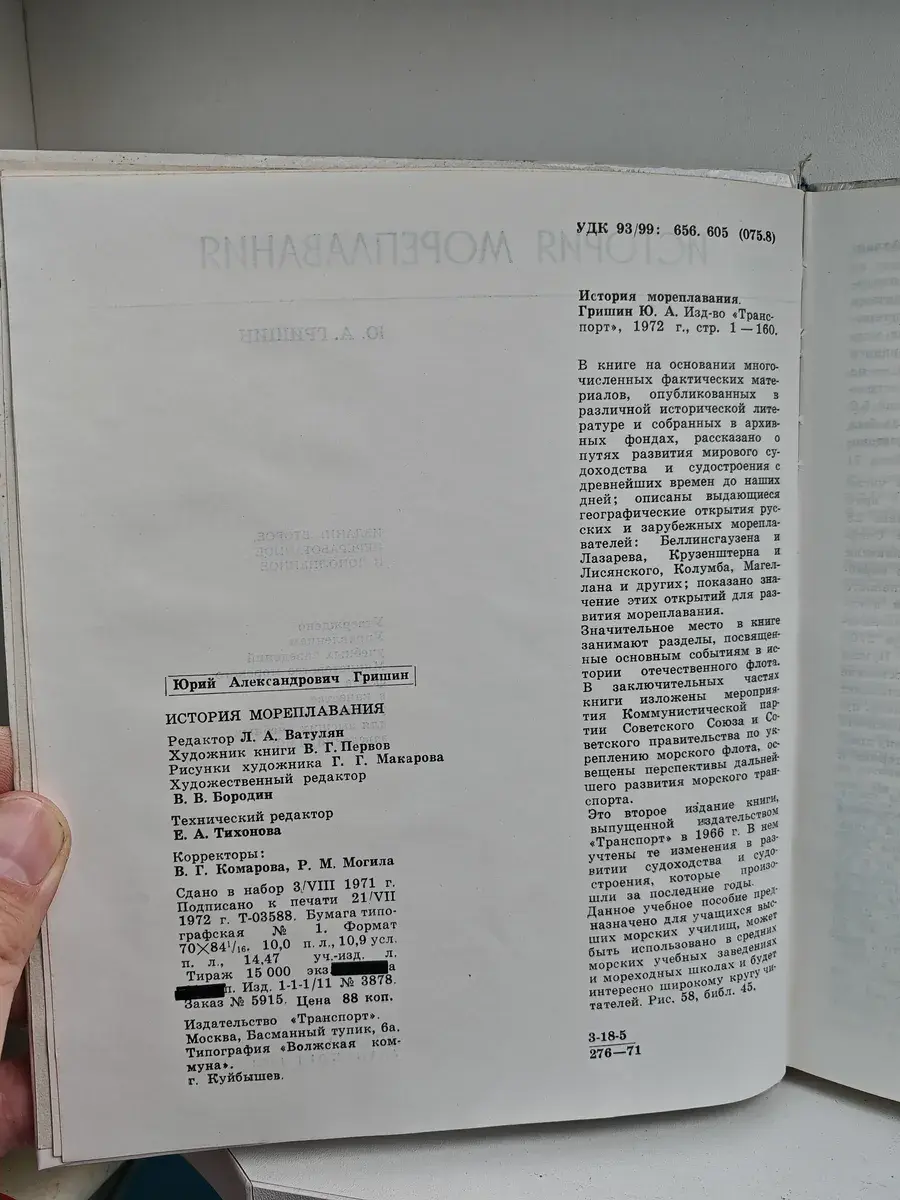 УДК 93/99: 656. 605 (075.8)
История мореплавания.
Гришин Ю. А. Изд-во «Транс-
порт», 1972 г., стр. 1—160.
В книге на основании много-
численных фактических мате-
риалов, опубликованных в
различной исторической лите-
ратуре и собранных в архив-
ных фондах, рассказано о
путях развития мирового су-
доходства и судостроения с
древнейших времен до наших
дней; описаны выдающиеся
географические открытия рус-
ских и зарубежных морепла-
вателей: Беллинсгаузена и
Лазарева, Крузенштерна и
Лисянского, Колумба, Магел-
лана и других; показано зна-
чение этих открытий для раз-
вития мореплавания.
Значительное место в книге
занимают разделы, посвящен-
ные основным событиям в ис-
тории отечественного флота.
В заключительных частях
книги изложены мероприя-
тия Коммунистической пар-
тии Советского Союза и Со-
ветского правительства по ук-
реплению морского флота, ос-
вещены перспективы дальней-
шего развития морского тран-
спорта.
Это второе издание книги,
выпущенной издательством
«Транспорт» в 1966 г. В нем
учтены те изменения в раз-
витии судоходства и судо-
строения, которые произо-
шли за последние годы.
Данное учебное пособие пред-
назначено для учащихся выс-
ших морских училищ, может
быть использовано в средних
морских учебных заведениях
и мореходных школах и будет
интересно широкому кругу чи-
тателей. Рис. 58, библ. 45.
3-18-5
276—71
Юрий Александрович Гришин
ИСТОРИЯ МОРЕПЛАВАНИЯ
Редактор Л. А. Ватулян
Художник книги В. Г. Первов
Рисунки художника Г. Г. Макарова
Художественный редактор
В. В. Бородин
Технический редактор
Е. А. Тихонова
Корректоры:
В. Г. Комарова, Р. М. Могила
Сдано в набор 3/VIII 1971 г.
Подписано к печати 21/VII
1972 г. Т-03588. Бумага типо-
графская № 1. Формат
70×84¹/₁₆. 10,0 п. л., 10,9 усл.
п. л., 14,47 уч.-изд. л.
Тираж 15 000 экз а
п. Изд. 1-1-1/11 № 3878.
Заказ № 5915. Цена 88 коп.
Издательство «Транспорт».
Москва, Басманный тупик, 6а.
Типография «Волжская ком-
муна».
г. Куйбышев.